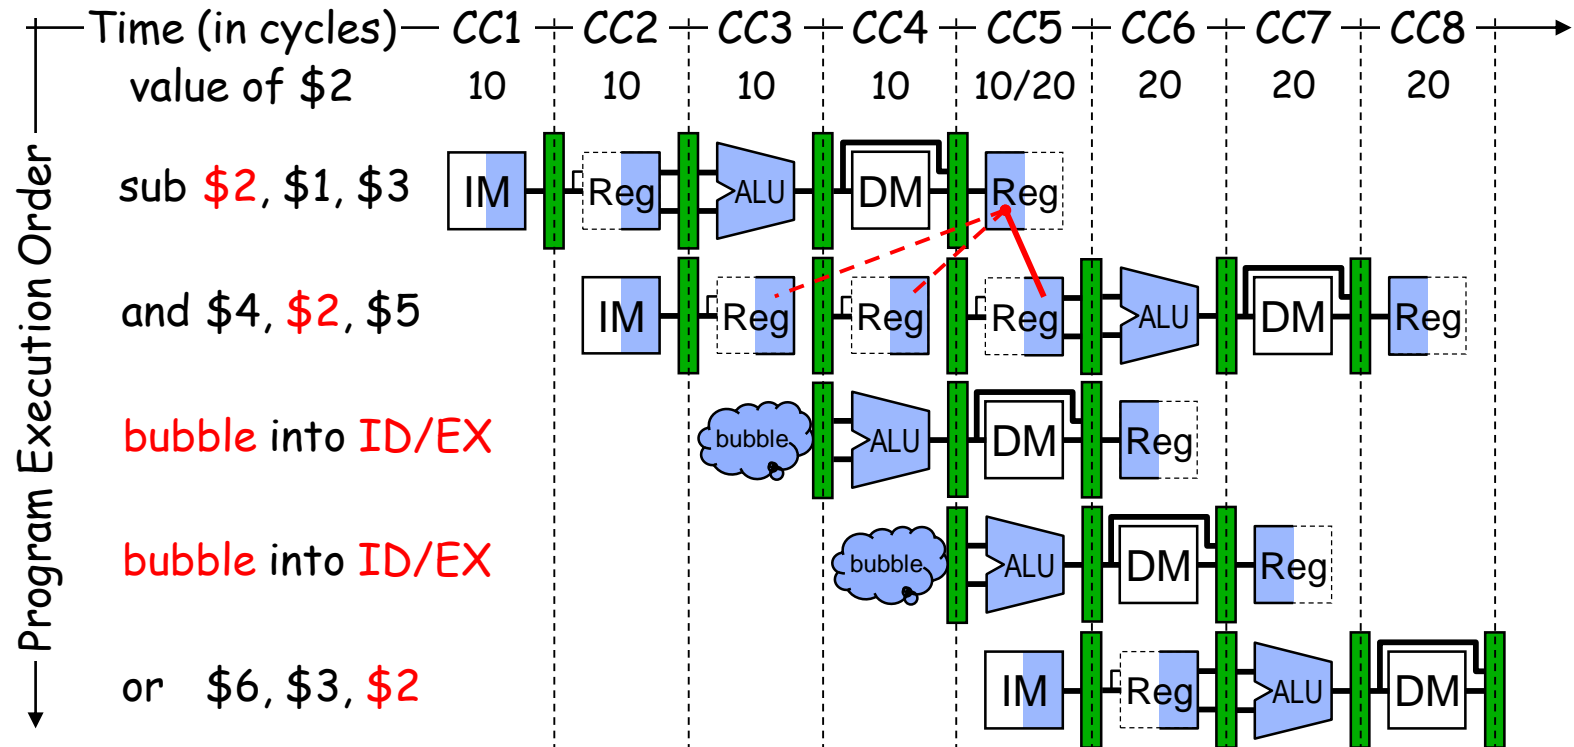 Time (in cycles) CC1 CC2 CC3 CC4 CC5 CC6 CC7 CC8
value of $2 10 10 10 10 10/20 20 20 20
Program Execution Order
sub $2, $1, $3 IM Reg ALU DM Reg
and $4, $2, $5 IM Reg Reg Reg ALU DM Reg
bubble into ID/EX bubble ALU DM Reg
bubble into ID/EX bubble ALU DM Reg
or $6, $3, $2 IM Reg ALU DM